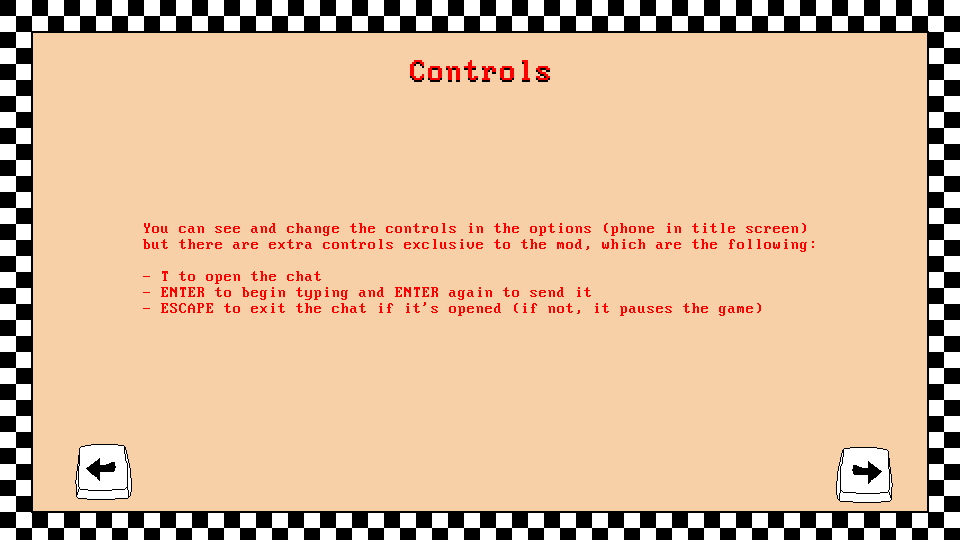 Controls
You can see and change the controls in the options (phone in title screen)
but there are extra controls exclusive to the mod, which are the following:
- T to open the chat
- ENTER to begin typing and ENTER again to send it
- ESCAPE to exit the chat if it's opened (if not, it pauses the game)